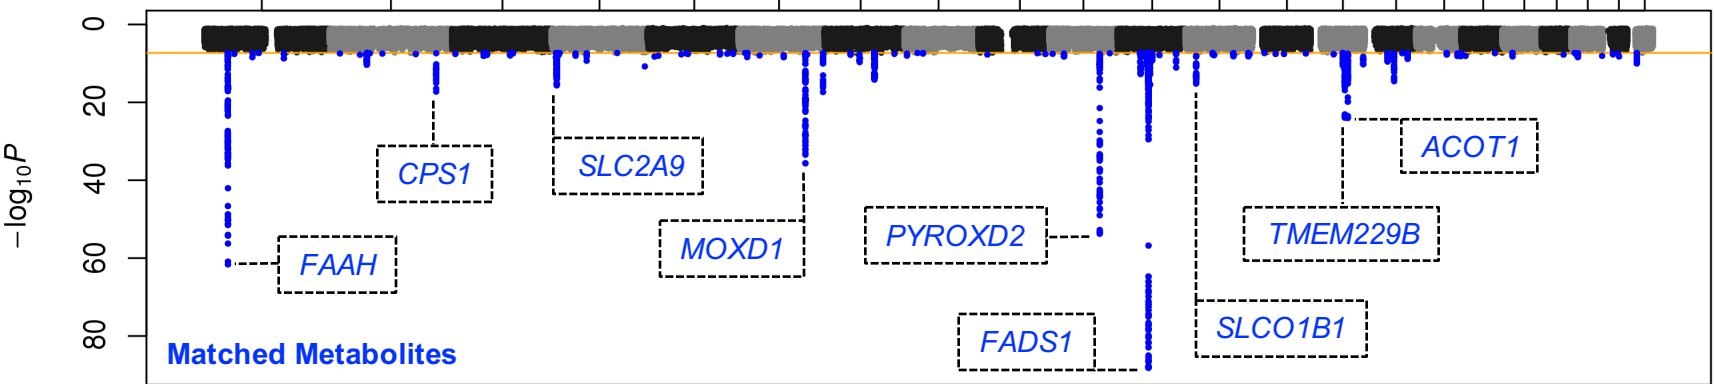 0
20
40
60
80
−log10P
CPS1
SLC2A9
ACOT1
MOXD1
PYROXD2
TMEM229B
FAAH
FADS1
SLCO1B1
Matched Metabolites